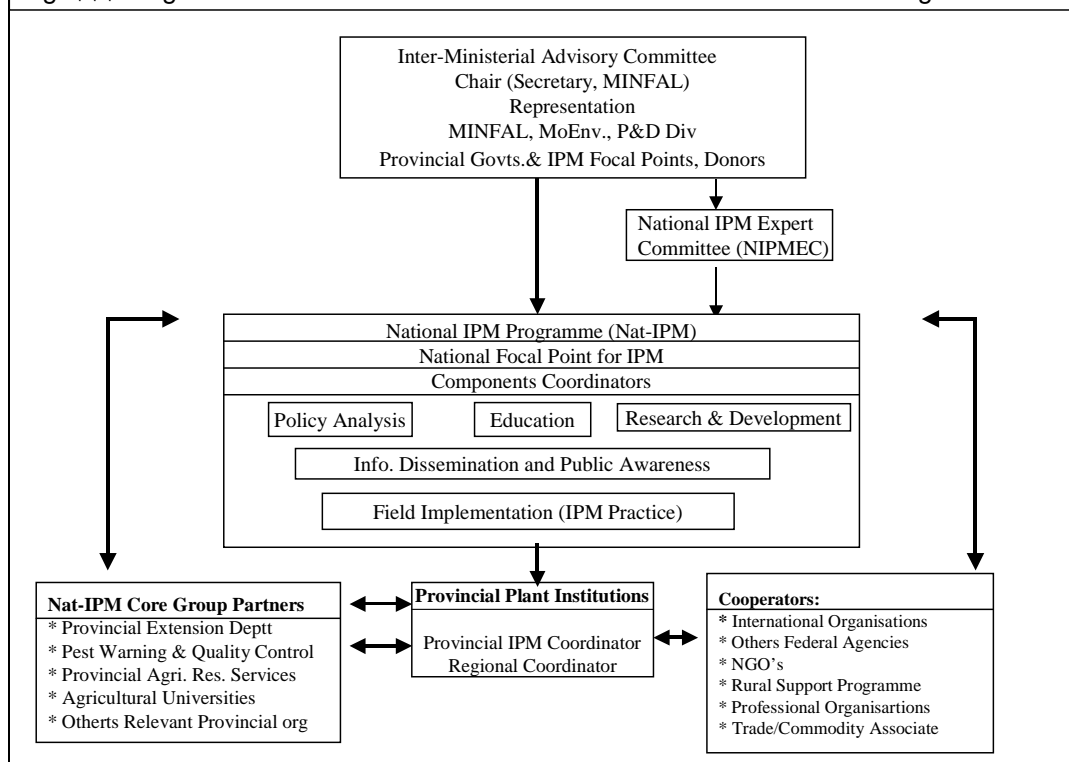 Inter-Ministerial Advisory Committee
Chair (Secretary, MINFAL)
Representation
MINFAL, MoEnv., P&D Div
Provincial Govts.& IPM Focal Points, Donors
National IPM Expert
Committee (NIPMEC)
National IPM Programme (Nat-IPM)
National Focal Point for IPM
Components Coordinators
Policy Analysis
Education
Research & Development
Info. Dissemination and Public Awareness
Field Implementation (IPM Practice)
Nat-IPM Core Group Partners
* Provincial Extension Deptt
* Pest Warning & Quality Control
* Provincial Agri. Res. Services
* Agricultural Universities
* Otherts Relevant Provincial org
Provincial Plant Institutions
Provincial IPM Coordinator
Regional Coordinator
Cooperators:
* International Organisations
* Others Federal Agencies
* NGO's
* Rural Support Programme
* Professional Organisartions
* Trade/Commodity Associate